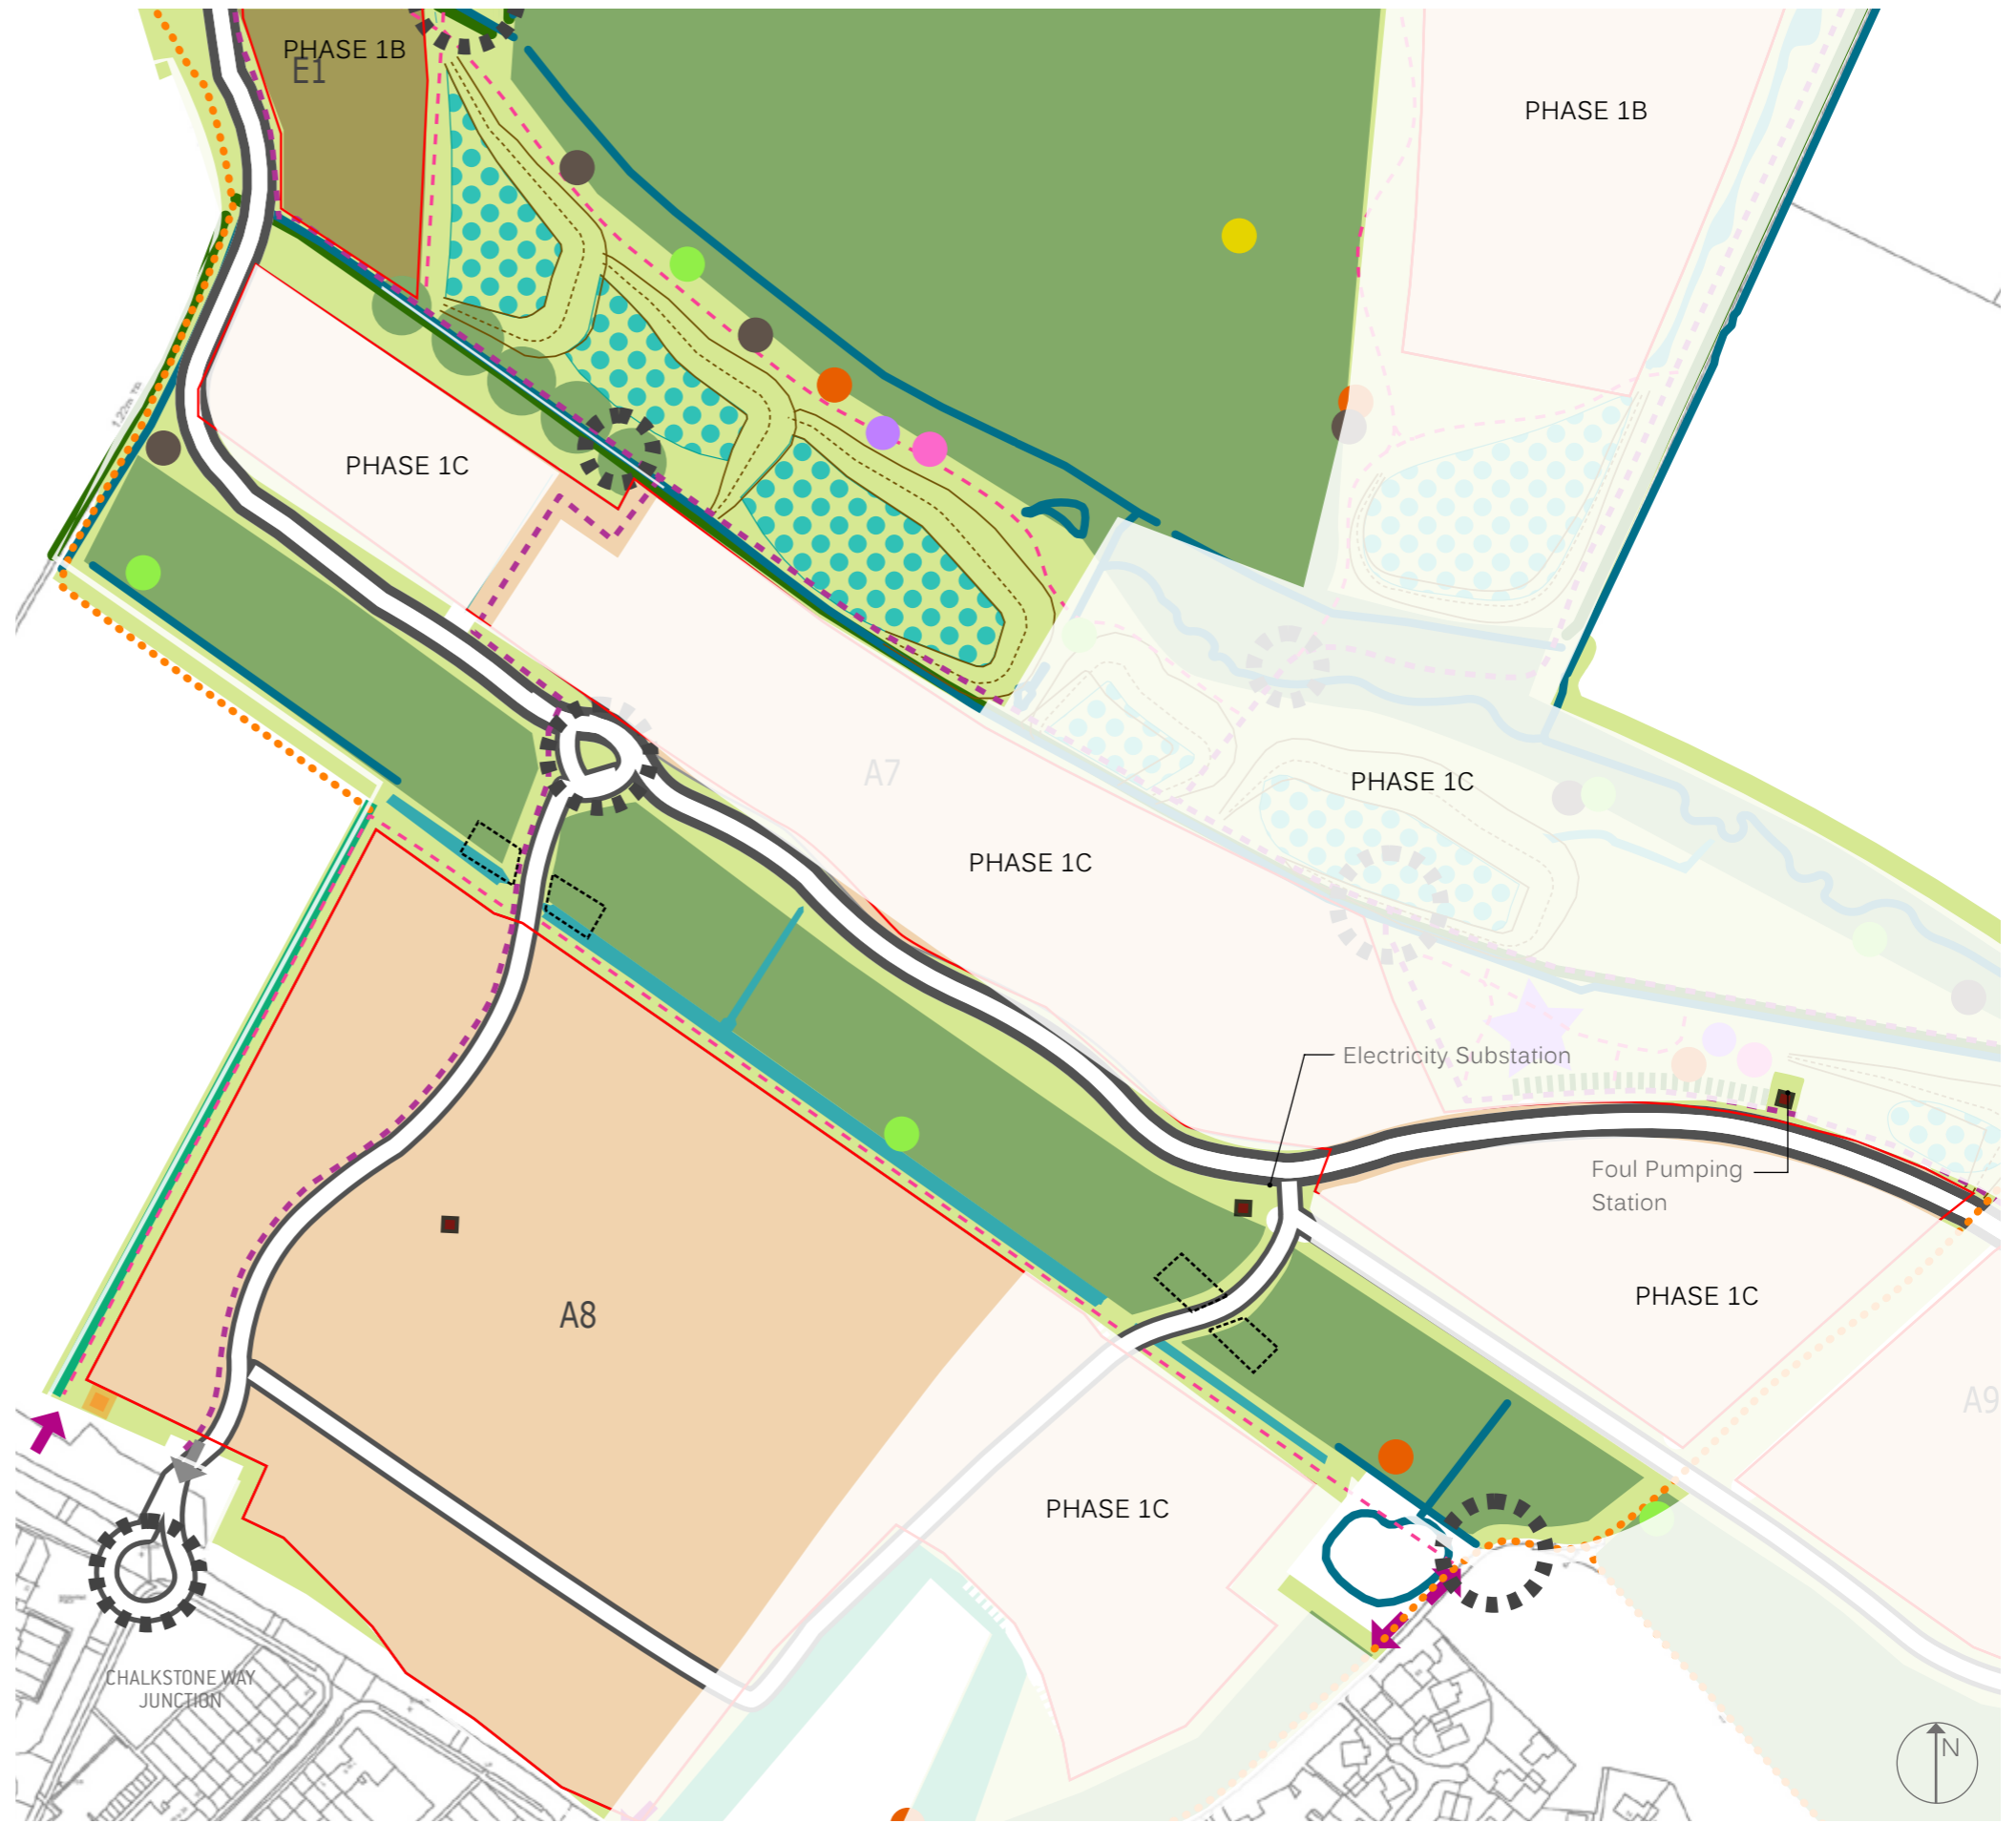 PHASE 1B
E1
PHASE 1B
PHASE 1C
A7
PHASE 1C
PHASE 1C
Electricity Substation
Foul Pumping
Station
PHASE 1C
A8
A9
PHASE 1C
CHALKSTONE WAY
JUNCTION
N